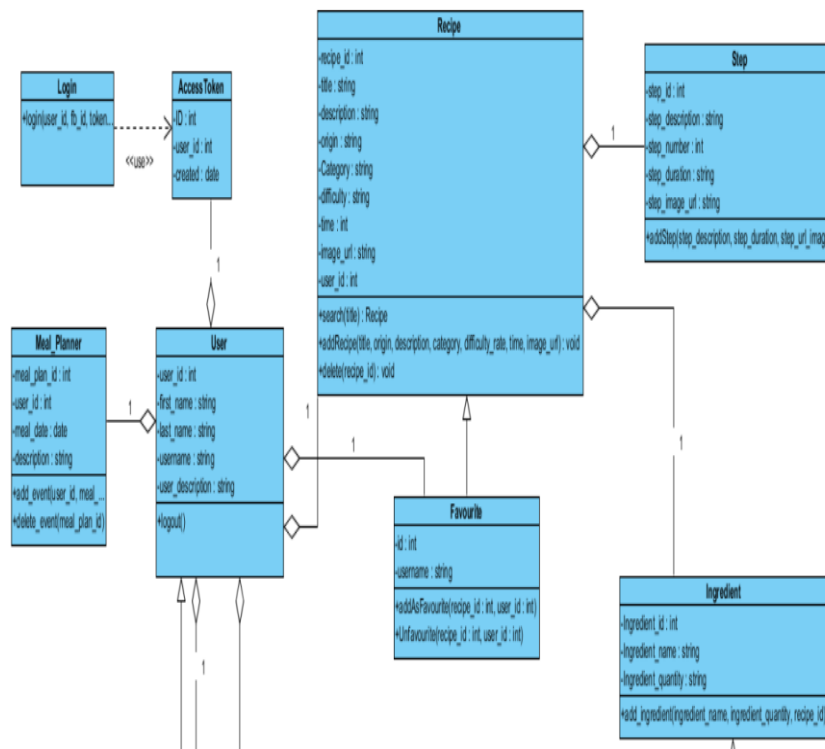 Recipe
-recipe_id : int
-title : string
-description : string
-origin : string
-Category : string
-difficulty : string
-time : int
-image_url : string
-user_id : int
+search(title) : Recipe
+addRecipe(title, origin, description, category, difficulty_rate, time, image_url) : void
+delete(recipe_id) : void
Step
-step_id : int
-step_description : string
-step_number : int
-step_duration : string
-step_image_url : string
+addStep(step_description, step_duration, step_url_imag
1
Login
+login(user_id, fb_id, token...
<<use>>
AccessToken
-ID : int
-user_id : int
-created : date
1
Meal_Planner
-meal_plan_id : int
-user_id : int
-meal_date : date
-description : string
+add_event(user_id, meal_...
+delete_event(meal_plan_id)
1
User
-user_id : int
-first_name : string
-last_name : string
-username : string
-user_description : string
+logout()
1
1
1
Favourite
-id : int
-username : string
+addAsFavourite(recipe_id : int, user_id : int)
+Unfavourite(recipe_id : int, user_id : int)
1
Ingredient
-Ingredient_id : int
-Ingredient_name : string
-Ingredient_quantity : string
+add_ingredient(ingredient_name, ingredient_quantity, recipe_id)